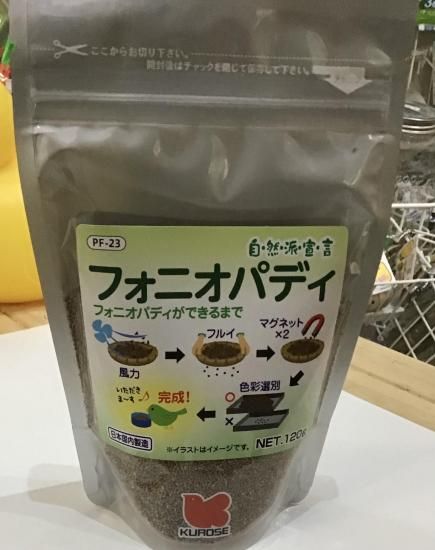 ここからお切り下さい。
開封後はチャックを閉じて保存して下さい。
PF-23
自・然・派・宣・言
フォニオパディ
フォニオパディができるまで
風力
フルイ
マグネット
×2
色彩選別
○
×
完成!
いただき
ま〜す♪
日本国内製造
※イラストはイメージです。
NET.120g
KUROSE